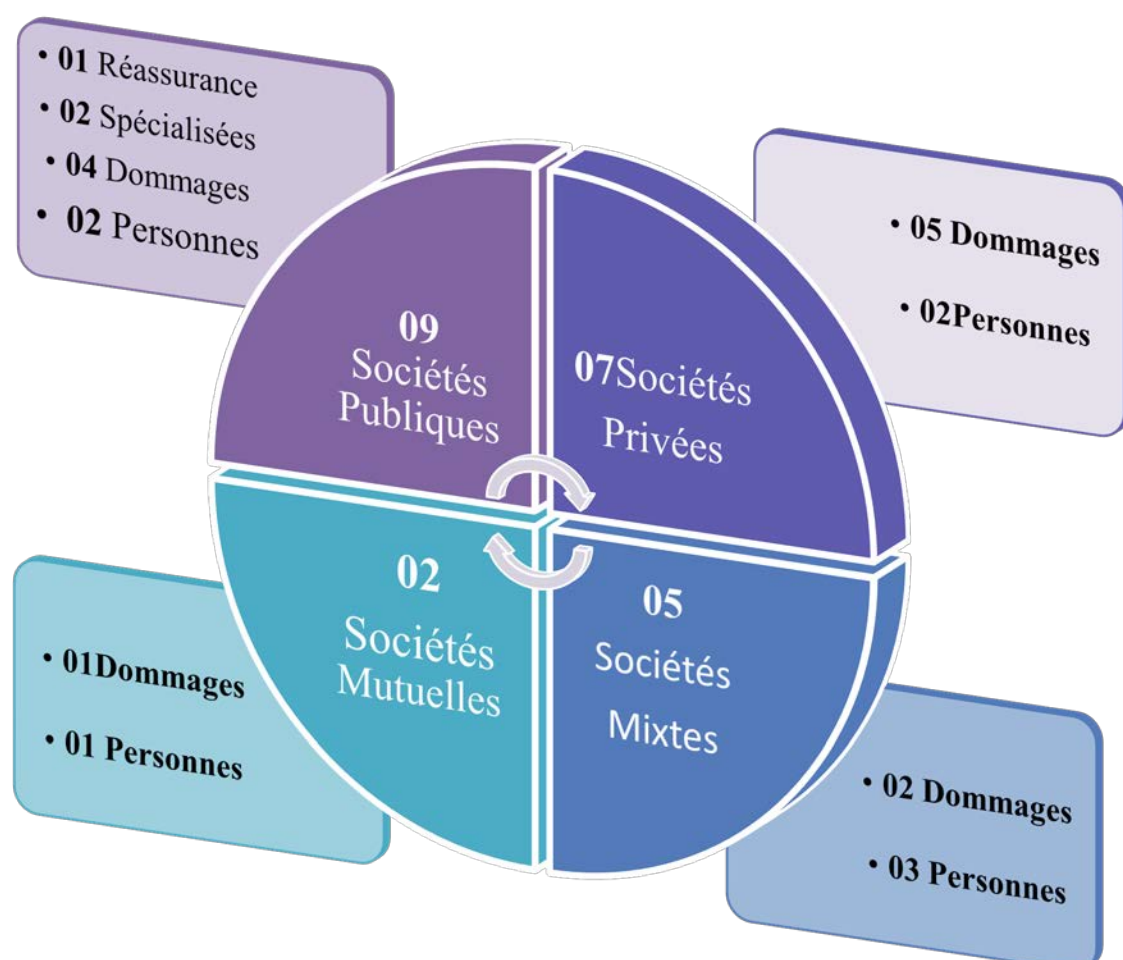 • 01 Réassurance
• 02 Spécialisées
• 04 Dommages
• 02 Personnes
• 05 Dommages
• 02Personnes
09
Sociétés
Publiques
07Sociétés
Privées
02
Sociétés
Mutuelles
05
Sociétés
Mixtes
• 01Dommages
• 01 Personnes
• 02 Dommages
• 03 Personnes